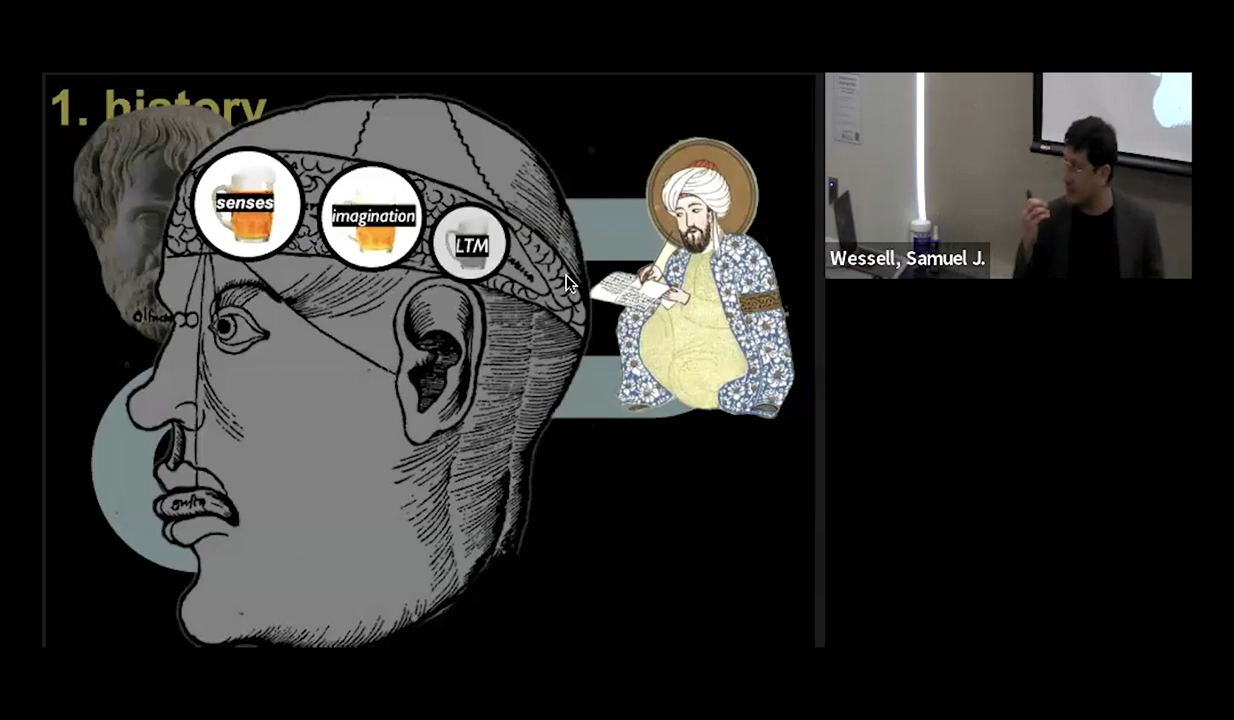 1. history
senses
imagination
LTM
Wessell, Samuel J.